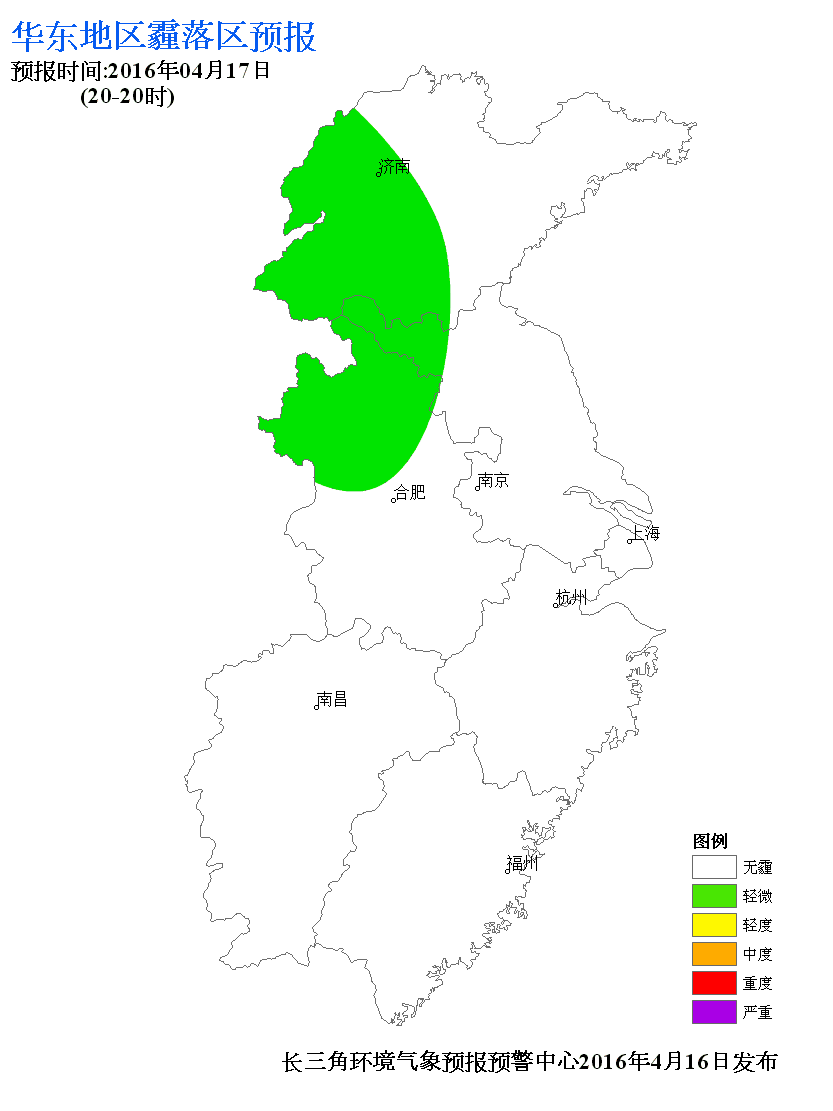 华东地区霾落区预报
预报时间:2016年04月17日
(20-20时)
济南
合肥
南京
上海
杭州
南昌
福州
图例
无霾
轻微
轻度
中度
重度
严重
长三角环境气象预报预警中心2016年4月16日发布